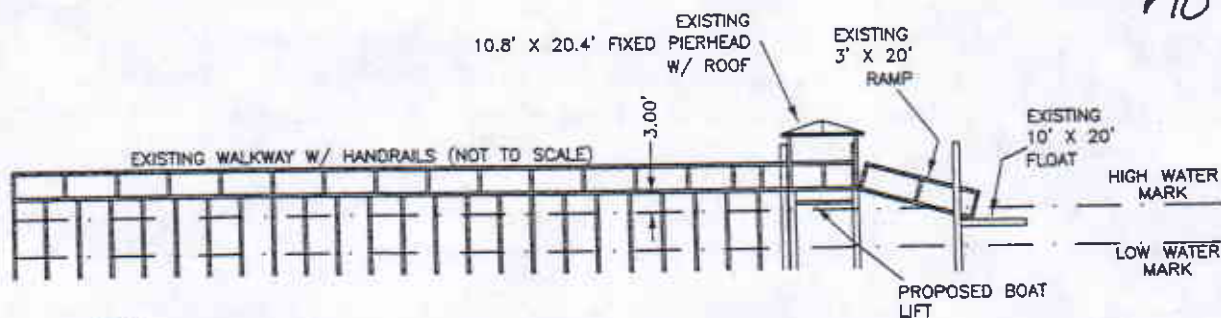 EXISTING
10.8' X 20.4' FIXED PIERHEAD
W/ ROOF
EXISTING
3' X 20'
RAMP
3.00'
EXISTING
10' X 20'
FLOAT
EXISTING WALKWAY W/ HANDRAILS (NOT TO SCALE)
HIGH WATER
MARK
LOW WATER
MARK
PROPOSED BOAT
LIFT